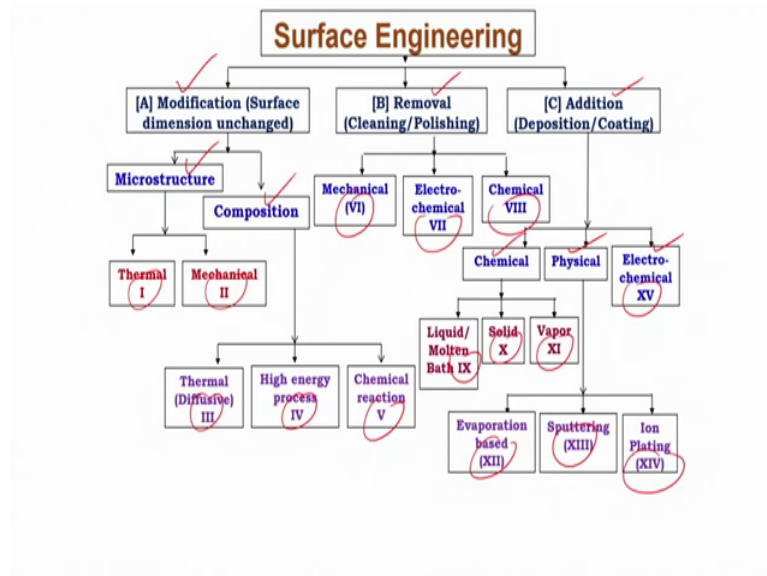 Surface Engineering
[A] Modification (Surface
dimension unchanged)
[B] Removal
(Cleaning/Polishing)
[C] Addition
(Deposition/Coating)
Microstructure
Composition
Mechanical
(VI)
Electro-
chemical
VII
Chemical
VIII
Thermal
I
Mechanical
II
Chemical
Physical
Electro-
chemical
XV
Liquid/
Molten
Bath IX
Solid
X
Vapor
XI
Thermal
(Diffusive)
III
High energy
process
IV
Chemical
reaction
V
Evaporation
based
(XII)
Sputtering
(XIII)
Ion
Plating
(XIV)